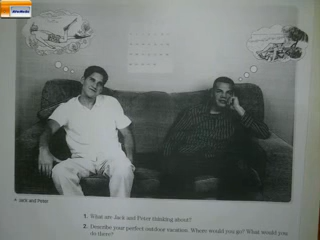 Jack and Peter
1. What are Jack and Peter thinking about?
2. Describe your perfect outdoor vacation. Where would you go? What would you
do there?